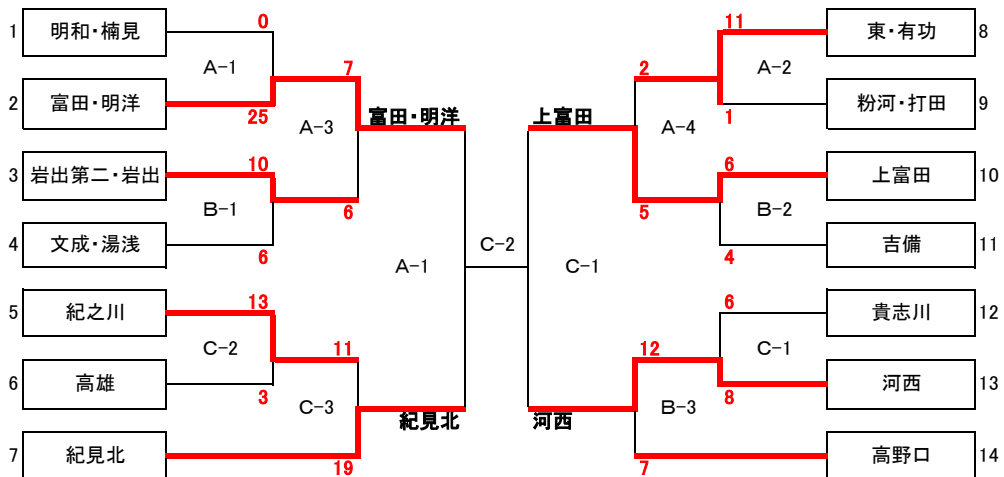 1 明和・楠見
0
A-1
2 富田・明洋
25
7
A-3
富田・明洋
3 岩出第二・岩出
10
B-1
6
4 文成・湯浅
6
A-1
5 紀之川
13
C-2
11
6 高雄
3
C-3
紀見北
7 紀見北
19
C-2
11
東・有功 8
2
A-2
上富田
A-4
1
粉河・打田 9
6
上富田 10
5
B-2
4
吉備 11
C-1
6
貴志川 12
12
C-1
8
河西 13
河西
B-3
7
高野口 14